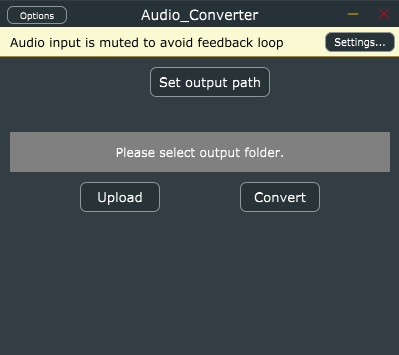 Options
Audio_Converter
Audio input is muted to avoid feedback loop
Settings...
Set output path
Please select output folder.
Upload
Convert